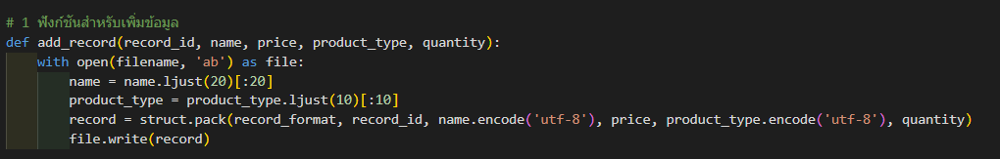 # 1 ฟังก์ชันสำหรับเพิ่มข้อมูล
def add_record(record_id, name, price, product_type, quantity):
    with open(filename, 'ab') as file:
        name = name.ljust(20)[:20]
        product_type = product_type.ljust(10)[:10]
        record = struct.pack(record_format, record_id, name.encode('utf-8'), price, product_type.encode('utf-8'), quantity)
        file.write(record)